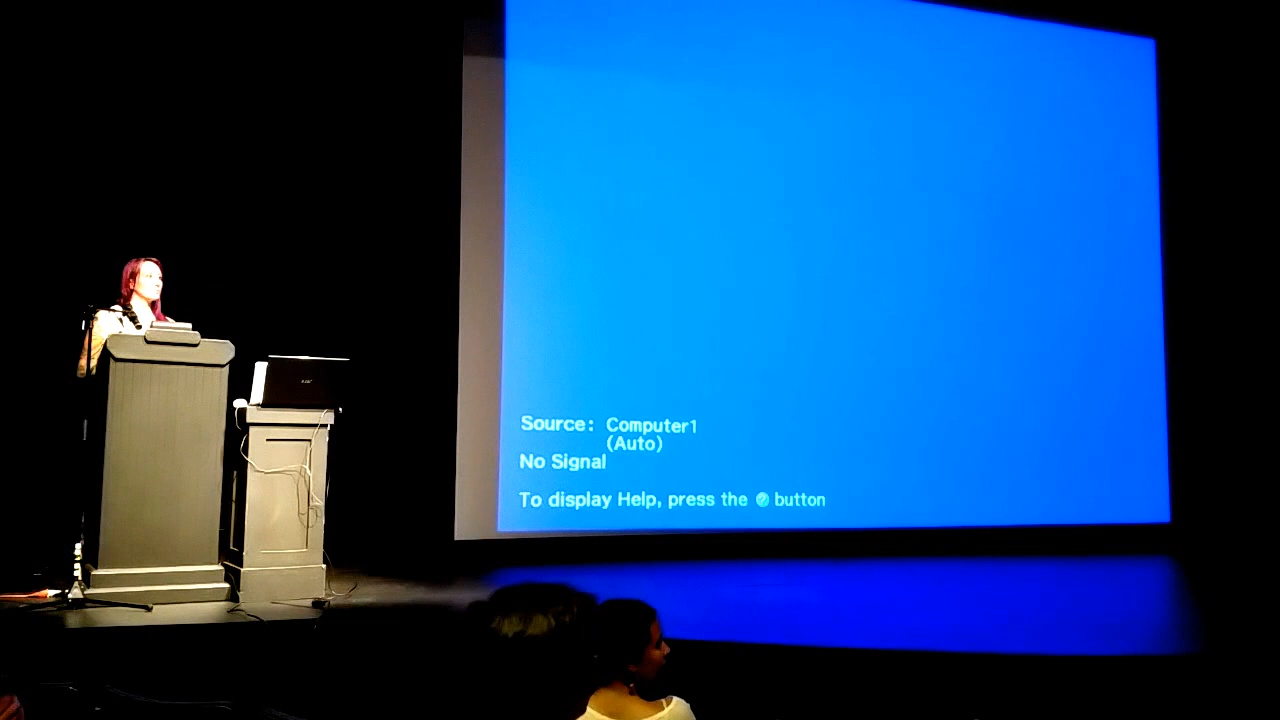 Source: Computer1
(Auto)
No Signal
To display Help, press the button